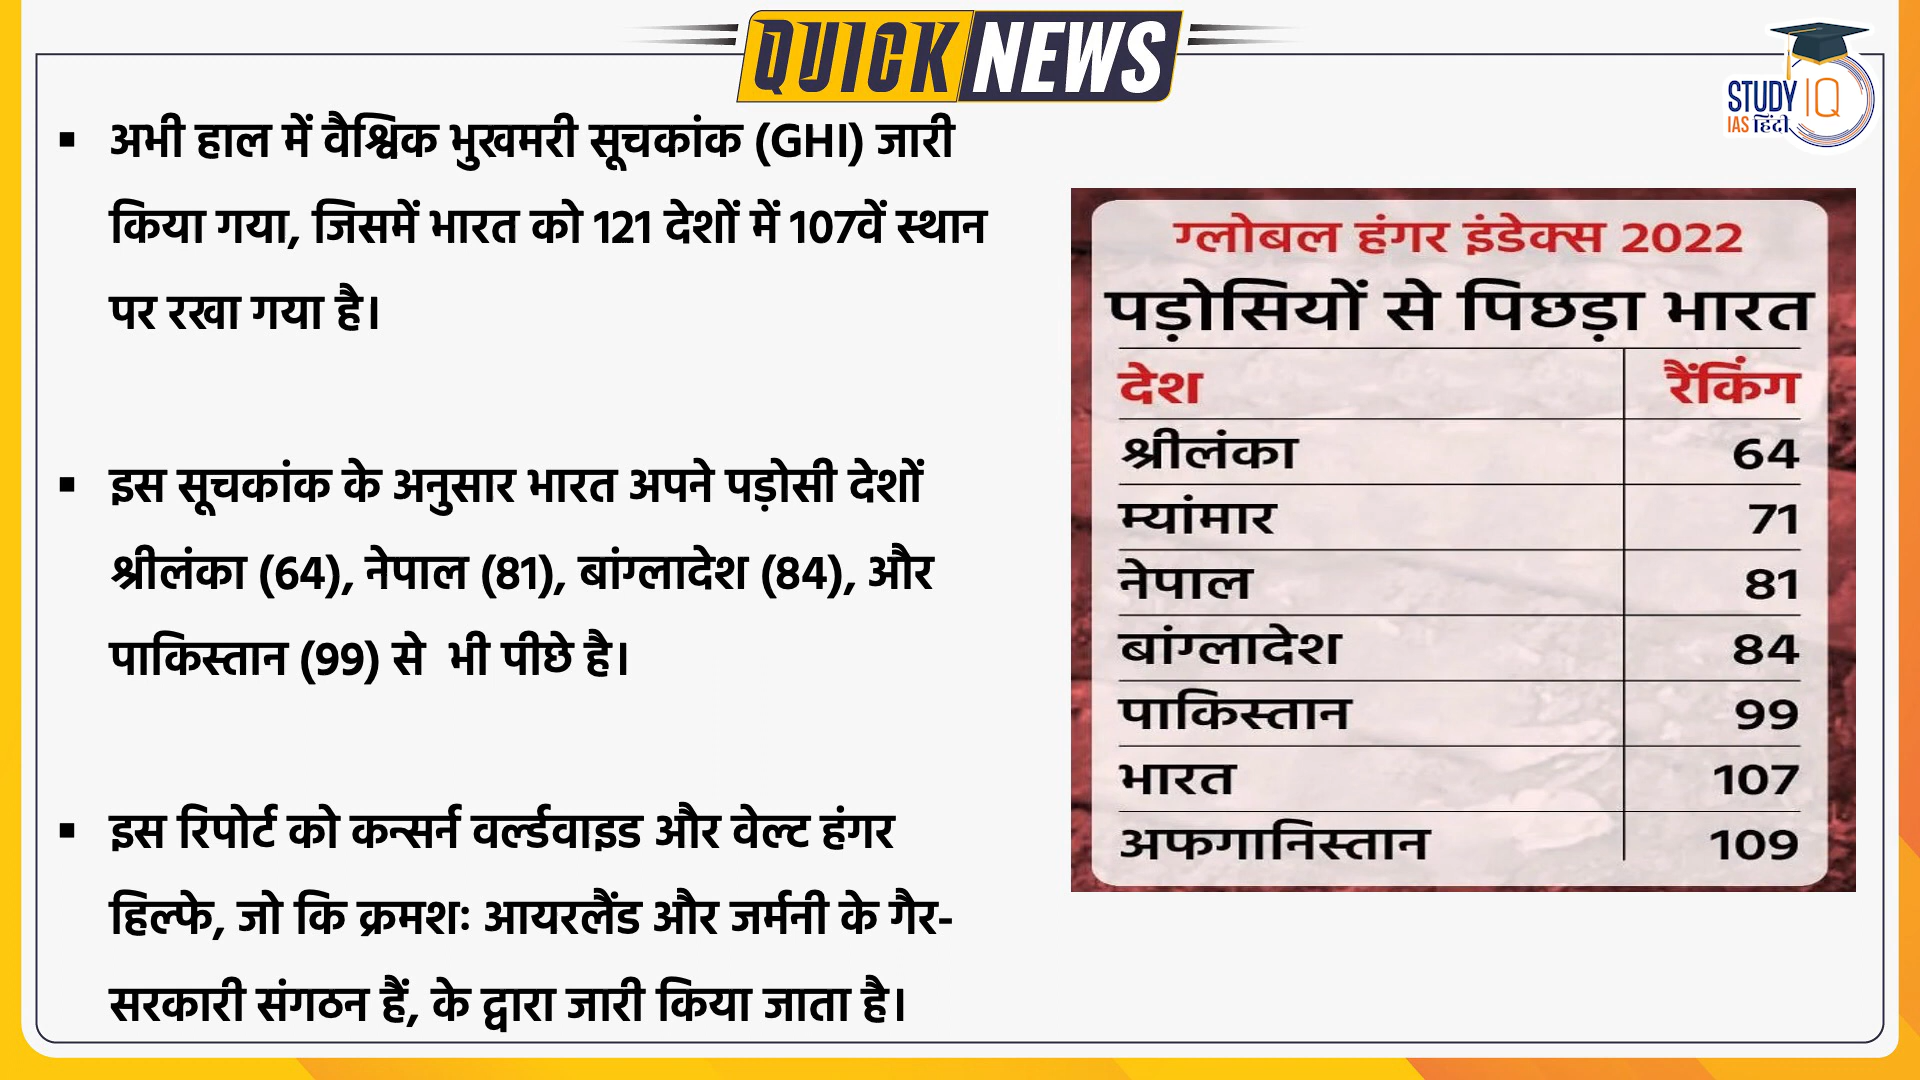 QUICK NEWS
STUDY IQ
IAS हिंदी
▪ अभी हाल में वैश्विक भुखमरी सूचकांक (GHI) जारी
किया गया, जिसमें भारत को 121 देशों में 107वें स्थान
पर रखा गया है।
▪ इस सूचकांक के अनुसार भारत अपने पड़ोसी देशों
श्रीलंका (64), नेपाल (81), बांग्लादेश (84), और
पाकिस्तान (99) से भी पीछे है।
▪ इस रिपोर्ट को कन्सर्न वर्ल्डवाइड और वेल्ट हंगर
हिल्फे, जो कि क्रमशः आयरलैंड और जर्मनी के गैर-
सरकारी संगठन हैं, के द्वारा जारी किया जाता है।
ग्लोबल हंगर इंडेक्स 2022
पड़ोसियों से पिछड़ा भारत
देश रैंकिंग
श्रीलंका 64
म्यांमार 71
नेपाल 81
बांग्लादेश 84
पाकिस्तान 99
भारत 107
अफगानिस्तान 109